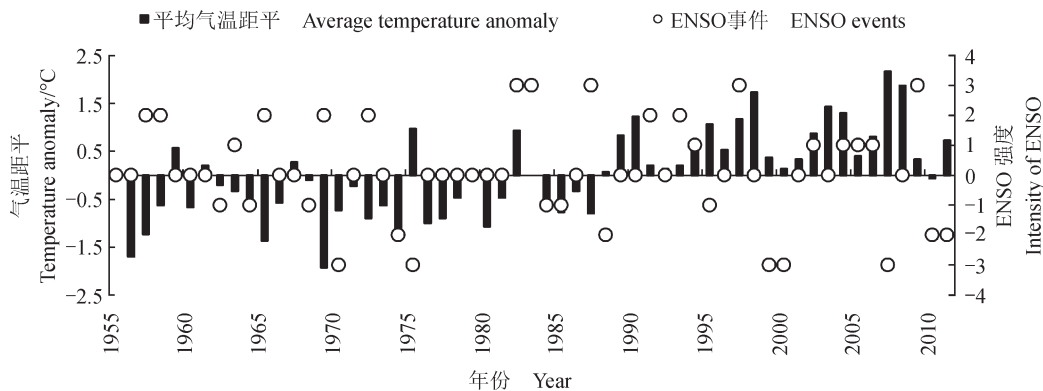 ■平均气温距平 Average temperature anomaly ○ENSO事件 ENSO events
气温距平
Temperature anomaly/°C
2.5
1.5
0.5
−0.5
−1.5
−2.5
4
3
2
1
0
−1
−2
−3
−4
ENSO 强度
Intensity of ENSO
1955 1960 1965 1970 1975 1980 1985 1990 1995 2000 2005 2010
年份 Year